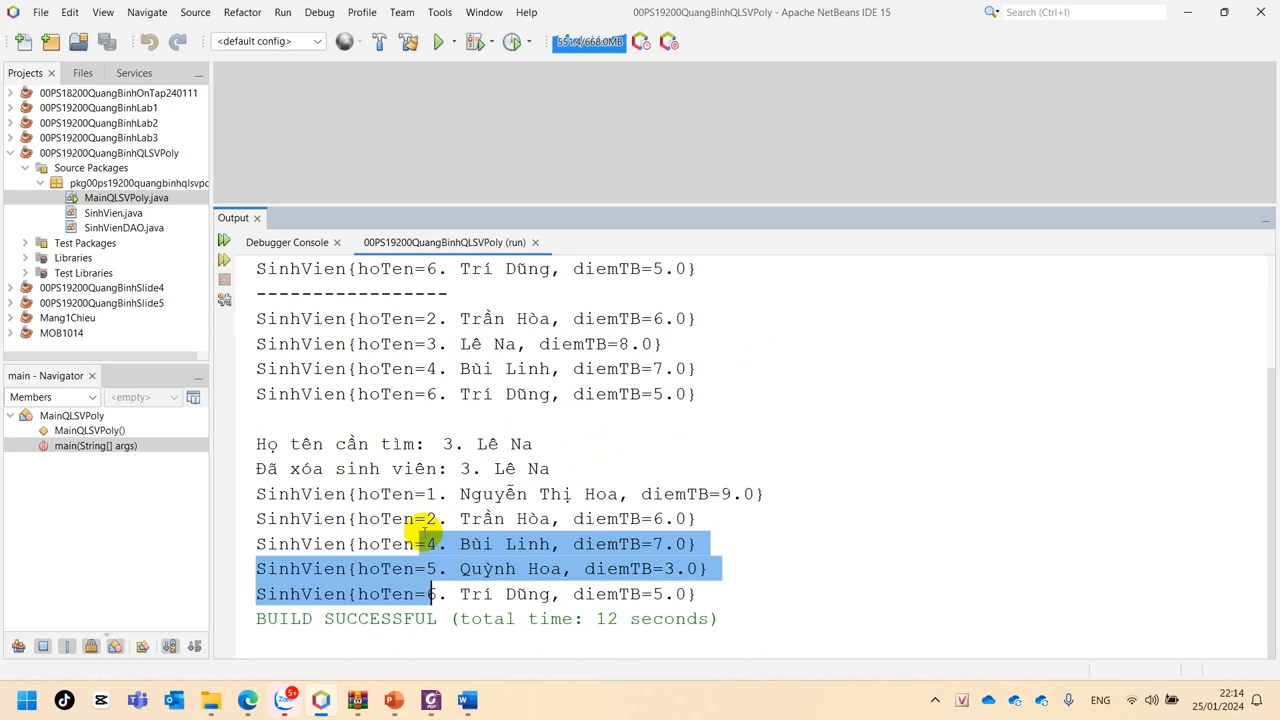 File Edit View Navigate Source Refactor Run Debug Profile Team Tools Window Help
00PS19200QuangBinhQLSVPoly - Apache NetBeans IDE 15
Search (Ctrl+I)
<default config>
551.4/668.0MB
Projects
Files
Services
00PS18200QuangBinhOnTap240111
00PS19200QuangBinhLab1
00PS19200QuangBinhLab2
00PS19200QuangBinhLab3
00PS19200QuangBinhQLSVPoly
Source Packages
pkg00ps19200quangbinhqlsvpo
MainQLSVPoly.java
SinhVien.java
SinhVienDAO.java
Test Packages
Libraries
Test Libraries
00PS19200QuangBinhSlide4
00PS19200QuangBinhSlide5
Mang1Chieu
MOB1014
main - Navigator
Members
<empty>
MainQLSVPoly
MainQLSVPoly()
main(String[] args)
Output
Debugger Console
00PS19200QuangBinhQLSVPoly (run)
SinhVien{hoTen=6. Trí Dũng, diemTB=5.0}
-----------------
SinhVien{hoTen=2. Trần Hòa, diemTB=6.0}
SinhVien{hoTen=3. Lê Na, diemTB=8.0}
SinhVien{hoTen=4. Bùi Linh, diemTB=7.0}
SinhVien{hoTen=6. Trí Dũng, diemTB=5.0}
Họ tên cần tìm: 3. Lê Na
Đã xóa sinh viên: 3. Lê Na
SinhVien{hoTen=1. Nguyễn Thị Hoa, diemTB=9.0}
SinhVien{hoTen=2. Trần Hòa, diemTB=6.0}
SinhVien{hoTen=4. Bùi Linh, diemTB=7.0}
SinhVien{hoTen=5. Quỳnh Hoa, diemTB=3.0}
SinhVien{hoTen=6. Trí Dũng, diemTB=5.0}
BUILD SUCCESSFUL (total time: 12 seconds)
Zalo
5+
ENG
22:14
25/01/2024